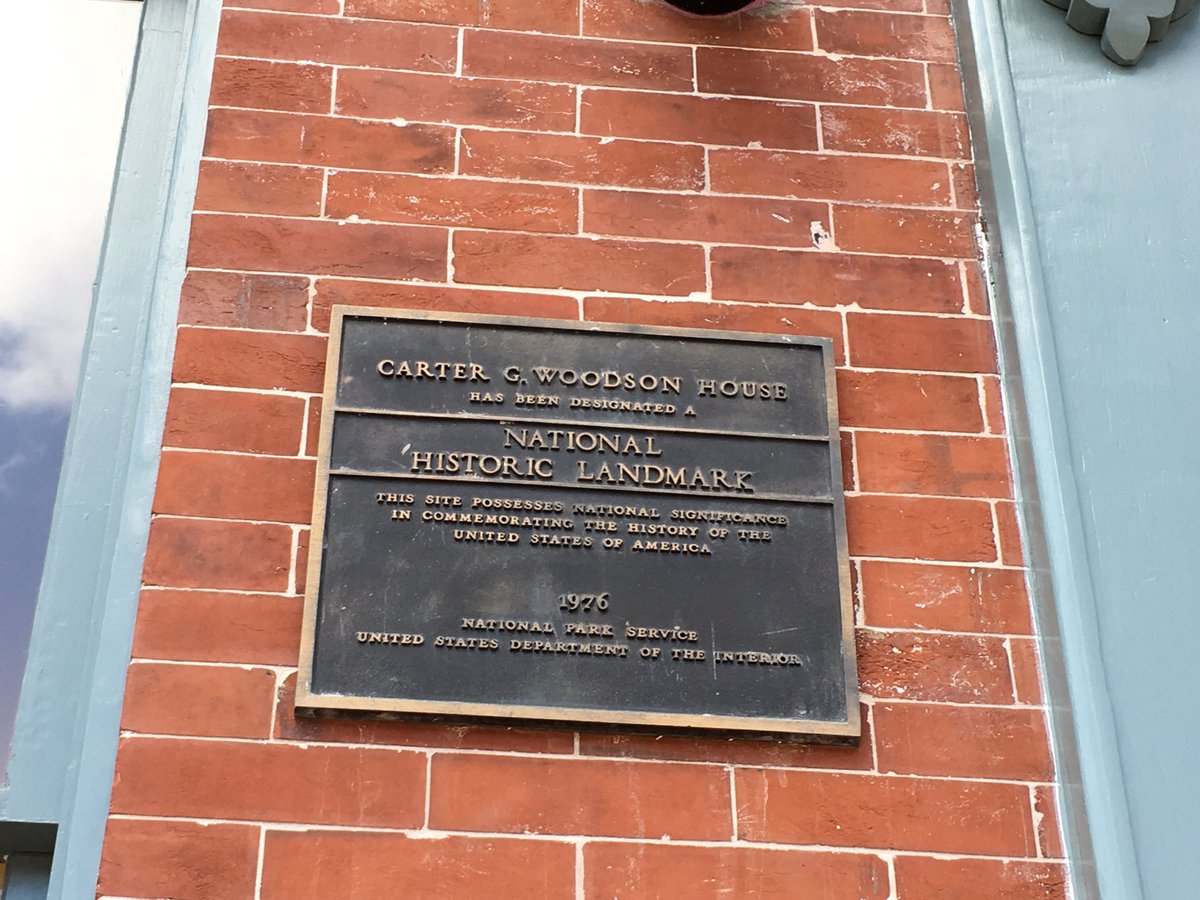 CARTER G. WOODSON HOUSE
HAS BEEN DESIGNATED A
NATIONAL
HISTORIC LANDMARK
THIS SITE POSSESSES NATIONAL SIGNIFICANCE
IN COMMEMORATING THE HISTORY OF THE
UNITED STATES OF AMERICA
1976
NATIONAL PARK SERVICE
UNITED STATES DEPARTMENT OF THE INTERIOR